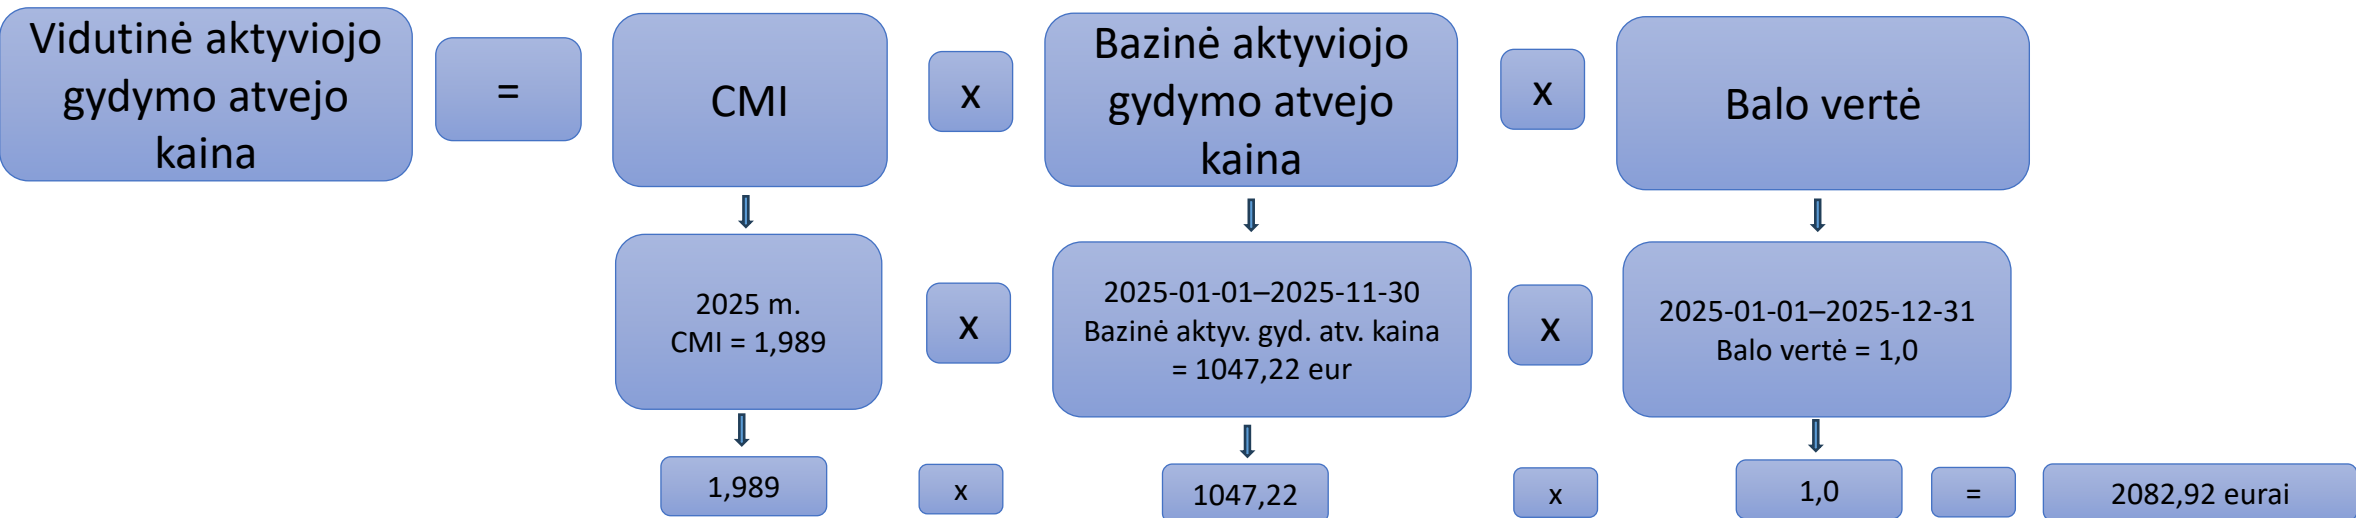 Vidutinė aktyviojo
gydymo atvejo
kaina
=
CMI
x
Bazinė aktyviojo
gydymo atvejo
kaina
x
Balo vertė
2025 m.
CMI = 1,989
x
2025-01-01–2025-11-30
Bazinė aktyv. gyd. atv. kaina
= 1047,22 eur
x
2025-01-01–2025-12-31
Balo vertė = 1,0
1,989
x
1047,22
x
1,0
=
2082,92 eurai